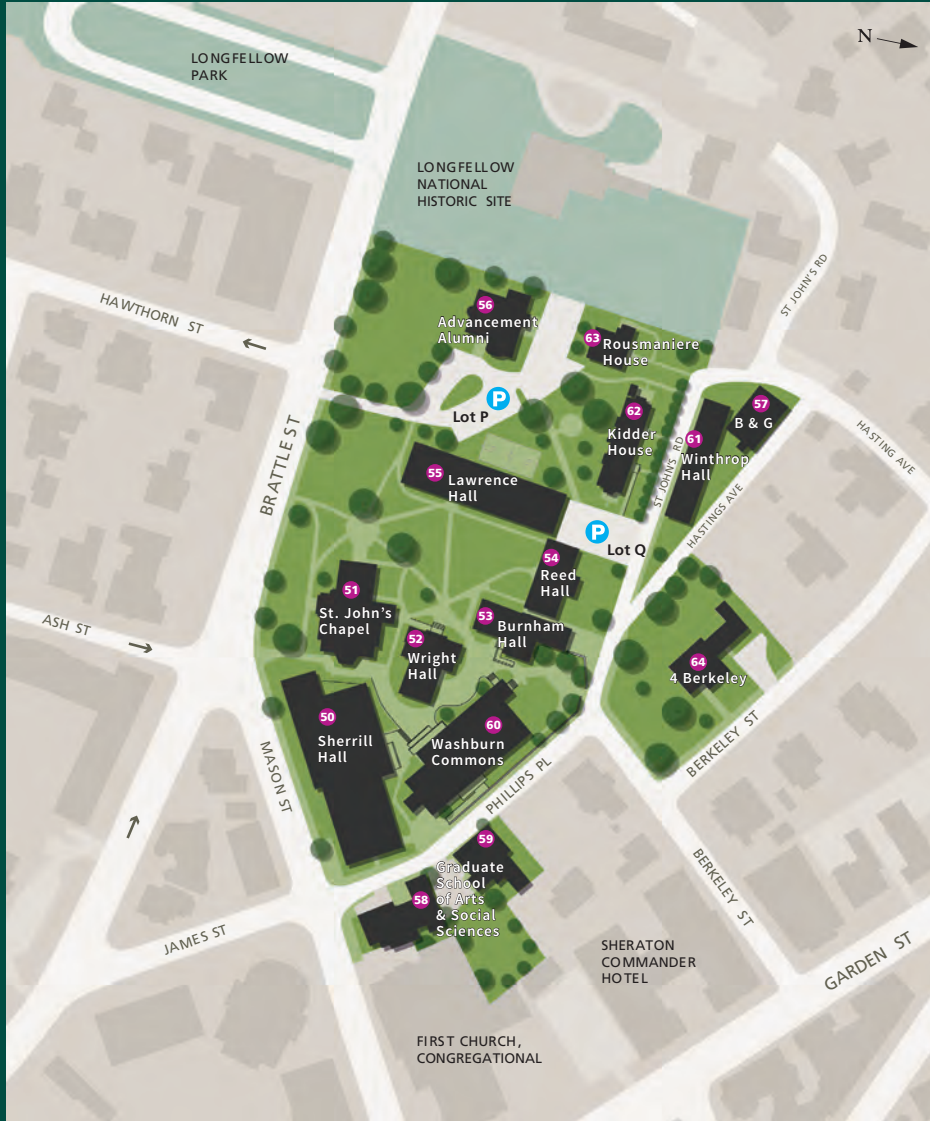 N
LONGFELLOW
PARK
LONGFELLOW
NATIONAL
HISTORIC SITE
ST JOHN'S RD
HAWTHORN ST
56
Advancement
Alumni
63
Rousmaniere
House
P
Lot P
62
Kidder
House
57
B & G
61
Winthrop
Hall
HASTING AVE
BRATTLE ST
55
Lawrence
Hall
ST JOHN'S RD
HASTINGS AVE
P
Lot Q
54
Reed
Hall
51
St. John's
Chapel
53
Burnham
Hall
52
Wright
Hall
ASH ST
64
4 Berkeley
50
Sherrill
Hall
60
Washburn
Commons
MASON ST
PHILLIPS PL
BERKELEY ST
59
Graduate
School
of Arts
& Social
Sciences
58
BERKELEY ST
JAMES ST
SHERATON
COMMANDER
HOTEL
GARDEN ST
FIRST CHURCH,
CONGREGATIONAL